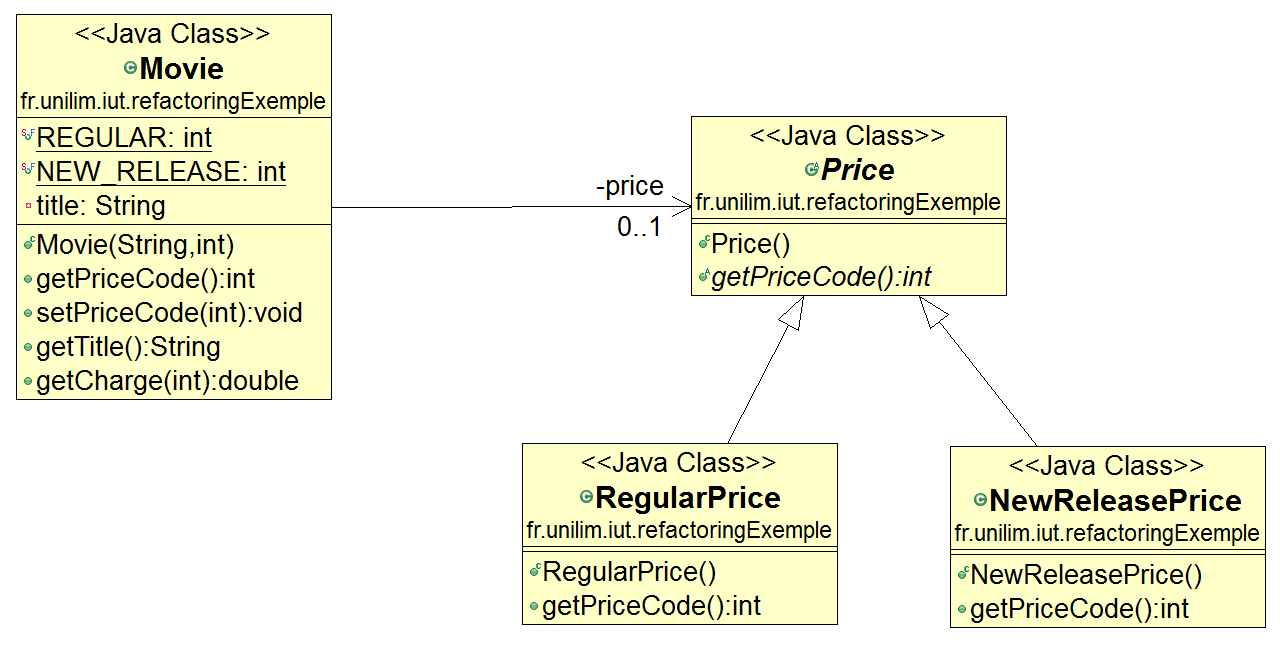 <<Java Class>>
Movie
fr.unilim.iut.refactoringExemple
REGULAR: int
NEW_RELEASE: int
title: String
Movie(String,int)
getPriceCode():int
setPriceCode(int):void
getTitle():String
getCharge(int):double
-price
0..1
<<Java Class>>
Price
fr.unilim.iut.refactoringExemple
Price()
getPriceCode():int
<<Java Class>>
RegularPrice
fr.unilim.iut.refactoringExemple
RegularPrice()
getPriceCode():int
<<Java Class>>
NewReleasePrice
fr.unilim.iut.refactoringExemple
NewReleasePrice()
getPriceCode():int